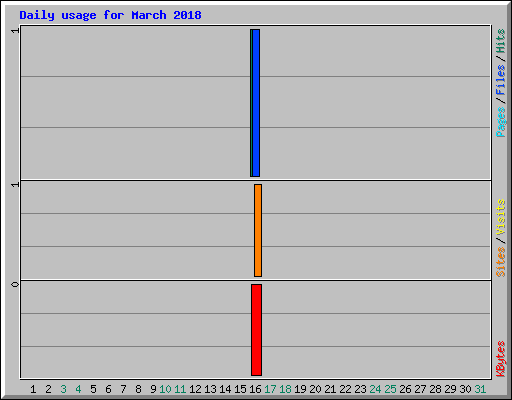 Daily usage for March 2018
1
Pages / Files / Hits
1
Sites / Visits
0
KBytes
1 2 3 4 5 6 7 8 9 10 11 12 13 14 15 16 17 18 19 20 21 22 23 24 25 26 27 28 29 30 31